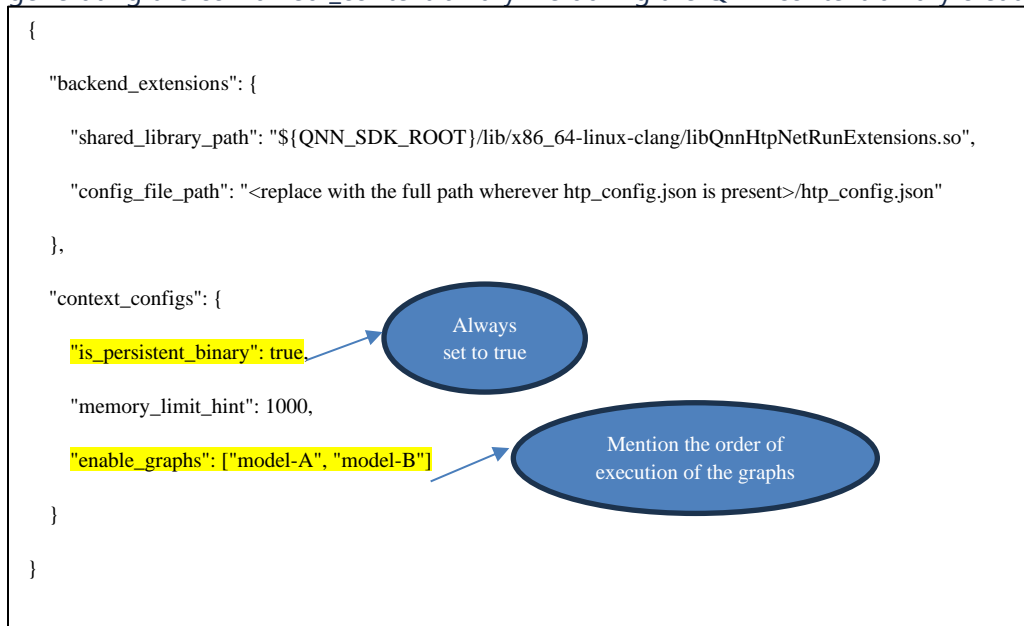 {
"backend_extensions": {
"shared_library_path": "${QNN_SDK_ROOT}/lib/x86_64-linux-clang/libQnnHtpNetRunExtensions.so",
"config_file_path": "<replace with the full path wherever htp_config.json is present>/htp_config.json"
},
"context_configs": {
"is_persistent_binary": true,
Always
set to true
"memory_limit_hint": 1000,
"enable_graphs": ["model-A", "model-B"]
Mention the order of
execution of the graphs
}
}